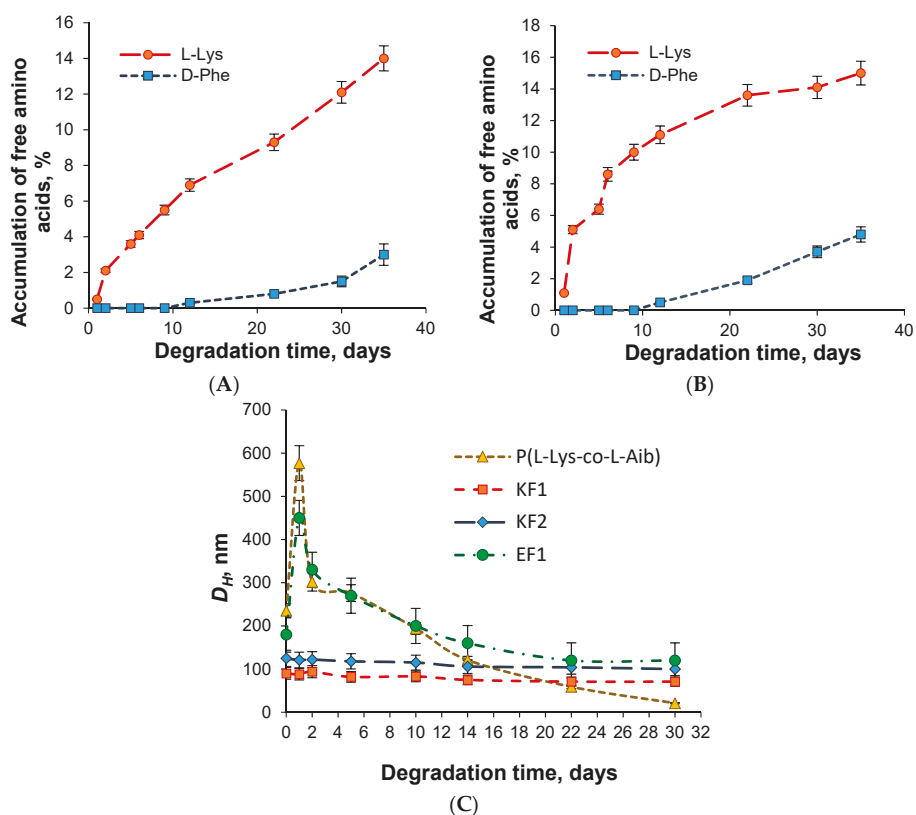 16
14
12
10
8
6
4
2
0
Accumulation of free amino
acids, %
L-Lys
D-Phe
0 10 20 30 40
Degradation time, days
(A)
18
16
14
12
10
8
6
4
2
0
Accumulation of free amino
acids, %
L-Lys
D-Phe
0 10 20 30 40
Degradation time, days
(B)
700
600
500
400
300
200
100
0
D_H, nm
P(L-Lys-co-L-Aib)
KF1
KF2
EF1
0 2 4 6 8 10 12 14 16 18 20 22 24 26 28 30 32
Degradation time, days
(C)